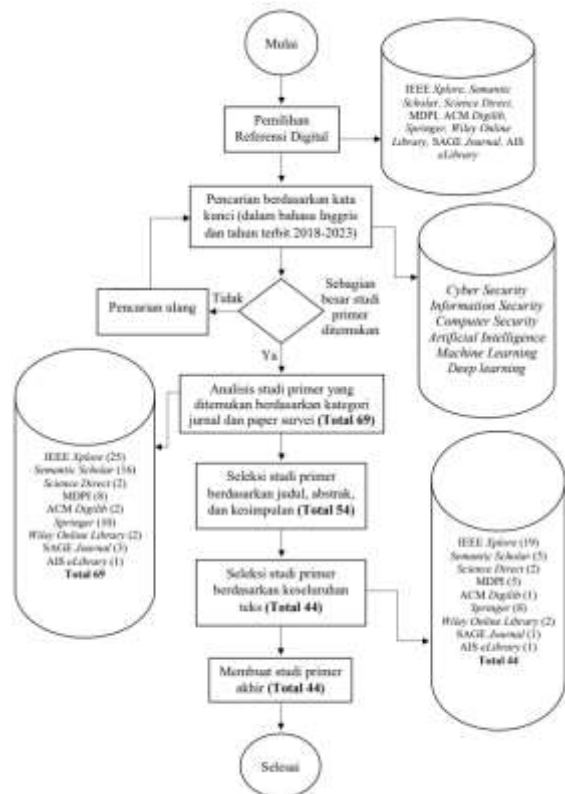 Mulai
IEEE Xplore, Semantic
Scholar, Science Direct,
MDPI, ACM Digilib,
Springer, Wiley Online
Library, SAGE Journal, AIS
eLibrary
Pemilihan
Referensi Digital
Pencarian berdasarkan kata
kunci (dalam bahasa Inggris
dan tahun terbit 2018-2023)
Cyber Security
Information Security
Computer Security
Artificial Intelligence
Machine Learning
Deep learning
Sebagian
besar studi
primer
ditemukan
Tidak
Pencarian ulang
Ya
Analisis studi primer yang
ditemukan berdasarkan kategori
jurnal dan paper survei (Total 69)
IEEE Xplore (25)
Semantic Scholar (16)
Science Direct (2)
MDPI (8)
ACM Digilib (2)
Springer (10)
Wiley Online Library (2)
SAGE Journal (3)
AIS eLibrary (1)
Total 69
Seleksi studi primer
berdasarkan judul, abstrak,
dan kesimpulan (Total 54)
Seleksi studi primer
berdasarkan keseluruhan
teks (Total 44)
IEEE Xplore (19)
Semantic Scholar (5)
Science Direct (2)
MDPI (5)
ACM Digilib (1)
Springer (8)
Wiley Online Library (2)
SAGE Journal (1)
AIS eLibrary (1)
Total 44
Membuat studi primer
akhir (Total 44)
Selesai